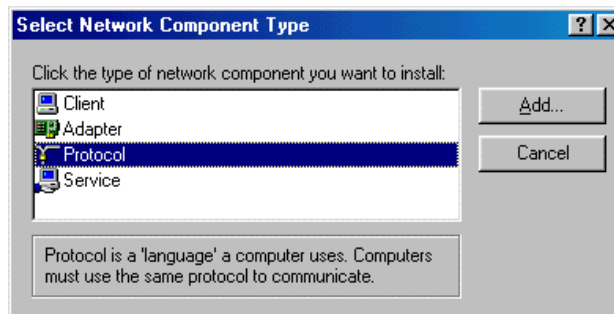 Select Network Component Type
Click the type of network component you want to install:
Client
Add...
Adapter
Protocol
Cancel
Service
Protocol is a 'language' a computer uses. Computers
must use the same protocol to communicate.